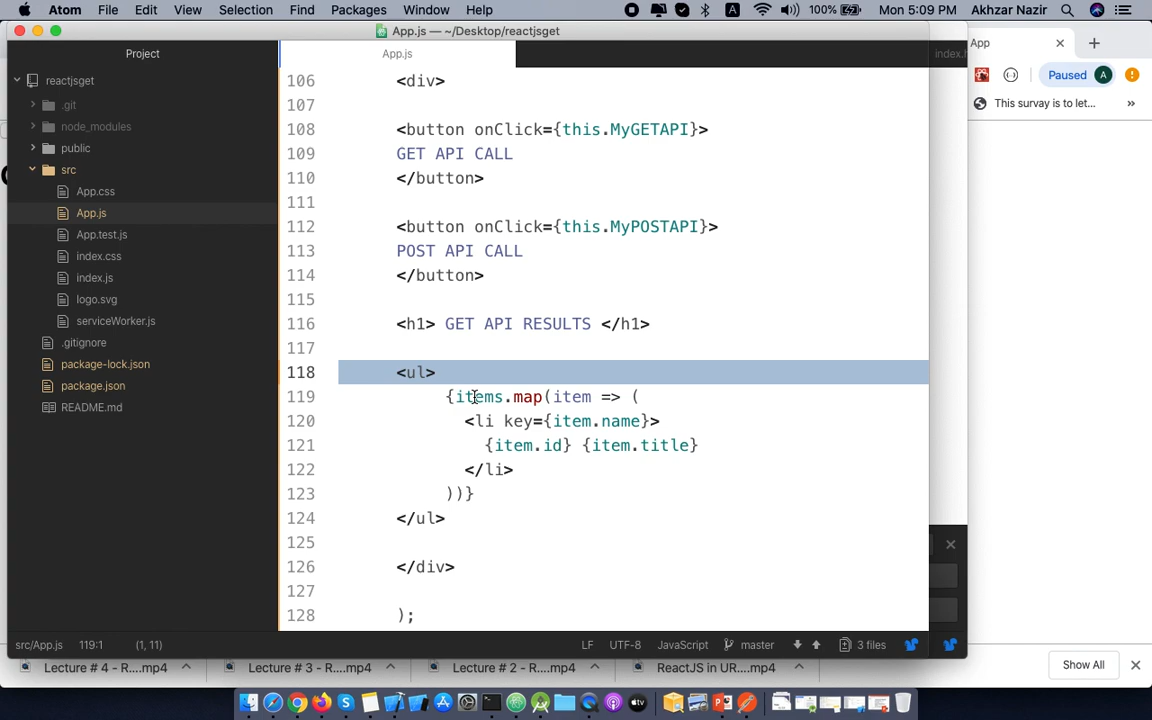 Atom File Edit View Selection Find Packages Window Help A 100% Mon 5:09 PM Akhzar Nazir
App.js — ~/Desktop/reactjsget
Project
App.js
index.h
App
Paused A
This survay is to let... »
reactjsget
.git
node_modules
public
src
App.css
App.js
App.test.js
index.css
index.js
logo.svg
serviceWorker.js
.gitignore
package-lock.json
package.json
README.md
106 <div>
107
108 <button onClick={this.MyGETAPI}>
109 GET API CALL
110 </button>
111
112 <button onClick={this.MyPOSTAPI}>
113 POST API CALL
114 </button>
115
116 <h1> GET API RESULTS </h1>
117
118 <ul>
119 {items.map(item => (
120 <li key={item.name}>
121 {item.id} {item.title}
122 </li>
123 ))}
124 </ul>
125
126 </div>
127
128 );
src/App.js 119:1 (1, 11) LF UTF-8 JavaScript master 3 files
Lecture # 4 - R....mp4 Lecture # 3 - R....mp4 Lecture # 2 - R....mp4 ReactJS in UR....mp4 Show All